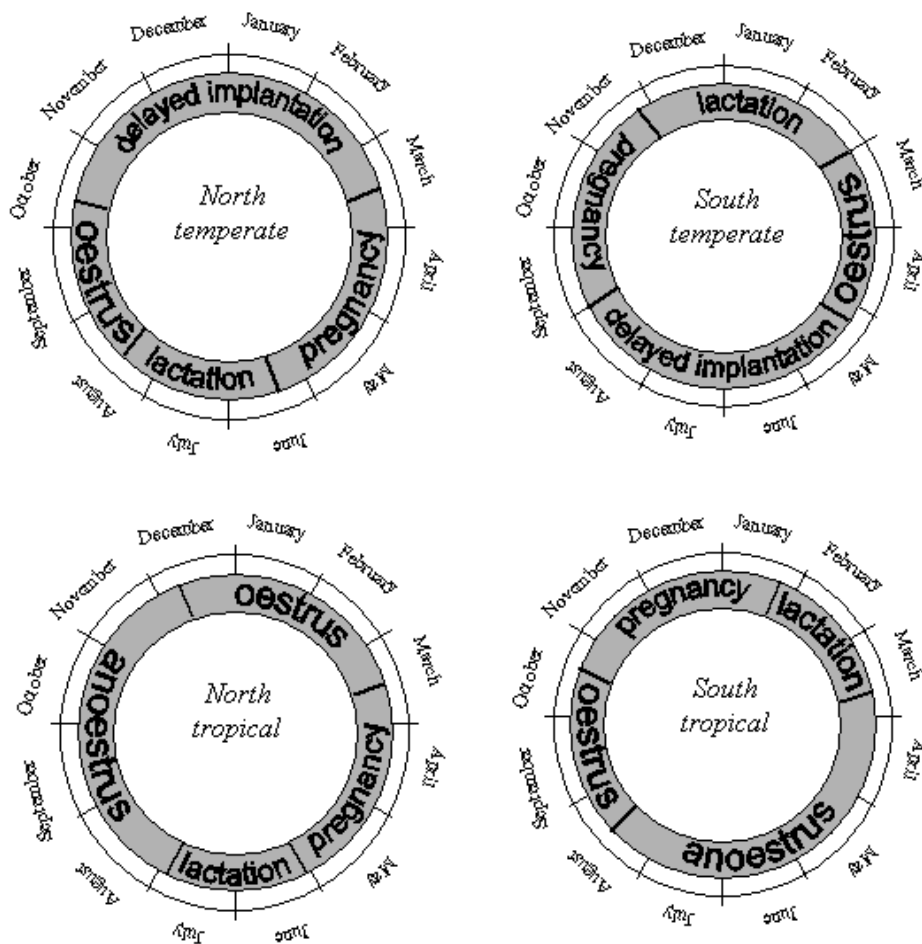 December
January
November
February
October
March
September
April
August
May
July
June
delayed implantation
pregnancy
lactation
oestrus
North
temperate
December
January
November
February
October
March
September
April
August
May
July
June
lactation
oestrus
delayed implantation
pregnancy
South
temperate
December
January
November
February
October
March
September
April
August
May
July
June
oestrus
pregnancy
lactation
anoestrus
North
tropical
December
January
November
February
October
March
September
April
August
May
July
June
pregnancy
lactation
anoestrus
oestrus
South
tropical